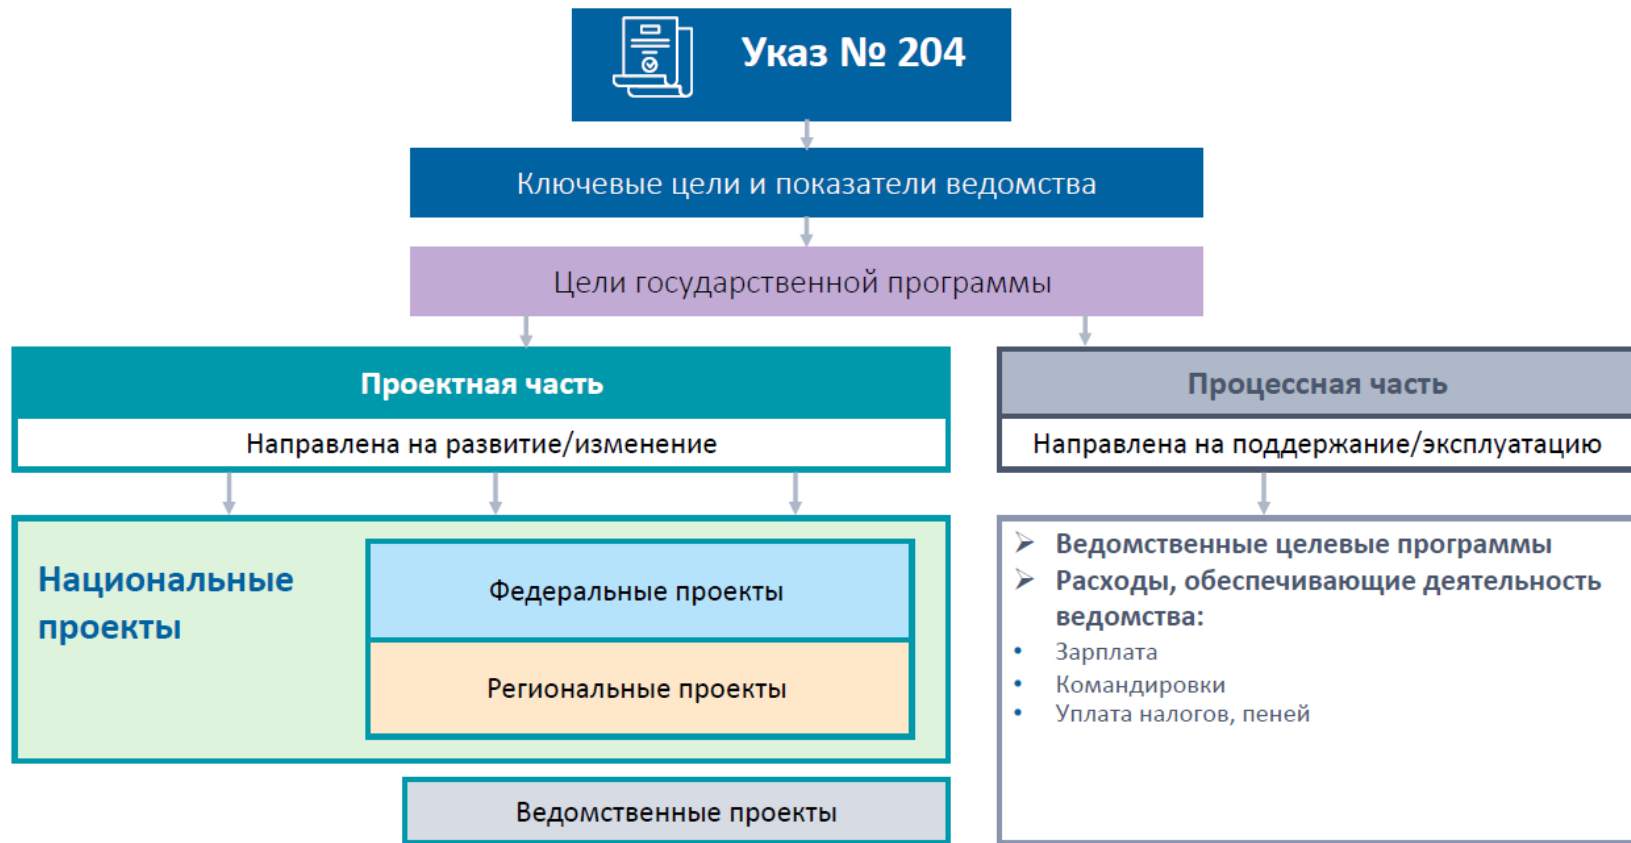 Указ № 204
Ключевые цели и показатели ведомства
Цели государственной программы
Проектная часть
Направлена на развитие/изменение
Национальные
проекты
Федеральные проекты
Региональные проекты
Ведомственные проекты
Процессная часть
Направлена на поддержание/эксплуатацию
➢ Ведомственные целевые программы
➢ Расходы, обеспечивающие деятельность
ведомства:
• Зарплата
• Командировки
• Уплата налогов, пеней